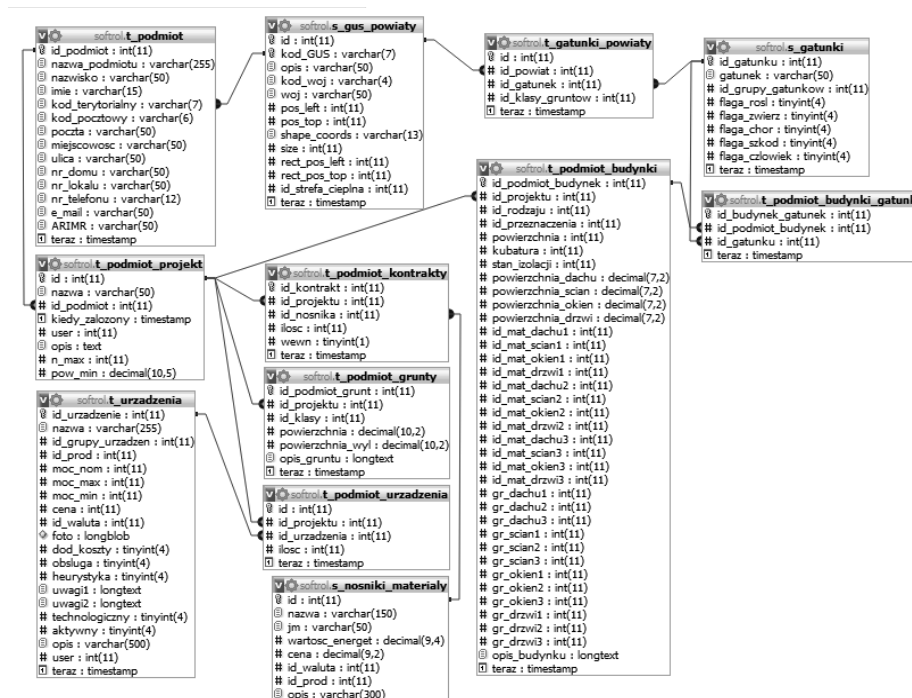 softrol.t_podmiot
id_podmiot : int(11)
nazwa_podmiotu : varchar(255)
nazwisko : varchar(50)
imie : varchar(15)
kod_terytorialny : varchar(7)
kod_pocztowy : varchar(6)
poczta : varchar(50)
miejscowosc : varchar(50)
ulica : varchar(50)
nr_domu : varchar(50)
nr_lokalu : varchar(50)
nr_telefonu : varchar(12)
e_mail : varchar(50)
ARIMR : varchar(50)
teraz : timestamp
softrol.s_gus_powiaty
id : int(11)
kod_GUS : varchar(7)
opis : varchar(50)
kod_woj : varchar(4)
woj : varchar(50)
pos_left : int(11)
pos_top : int(11)
shape_coords : varchar(13)
size : int(11)
rect_pos_left : int(11)
rect_pos_top : int(11)
id_strefa_cieplna : int(11)
teraz : timestamp
softrol.t_gatunki_powiaty
id : int(11)
id_powiat : int(11)
id_gatunek : int(11)
id_klasy_gruntow : int(11)
teraz : timestamp
softrol.s_gatunki
id_gatunku : int(11)
gatunek : varchar(50)
id_grupy_gatunkow : int(11)
flaga_rosl : tinyint(4)
flaga_zwierz : tinyint(4)
flaga_chor : tinyint(4)
flaga_szkod : tinyint(4)
flaga_czlowiek : tinyint(4)
teraz : timestamp
softrol.t_podmiot_budynki
id_podmiot_budynek : int(11)
id_projektu : int(11)
id_rodzaju : int(11)
id_przeznaczenia : int(11)
powierzchnia : int(11)
kubatura : int(11)
stan_izolacji : int(11)
powierzchnia_dachu : decimal(7,2)
powierzchnia_scian : decimal(7,2)
powierzchnia_okien : decimal(7,2)
powierzchnia_drzwi : decimal(7,2)
id_mat_dachu1 : int(11)
id_mat_scian1 : int(11)
id_mat_okien1 : int(11)
id_mat_drzwi1 : int(11)
id_mat_dachu2 : int(11)
id_mat_scian2 : int(11)
id_mat_okien2 : int(11)
id_mat_drzwi2 : int(11)
id_mat_dachu3 : int(11)
id_mat_scian3 : int(11)
id_mat_okien3 : int(11)
id_mat_drzwi3 : int(11)
gr_dachu1 : int(11)
gr_dachu2 : int(11)
gr_dachu3 : int(11)
gr_scian1 : int(11)
gr_scian2 : int(11)
gr_scian3 : int(11)
gr_okien1 : int(11)
gr_okien2 : int(11)
gr_okien3 : int(11)
gr_drzwi1 : int(11)
gr_drzwi2 : int(11)
gr_drzwi3 : int(11)
opis_budynku : longtext
teraz : timestamp
softrol.t_podmiot_budynki_gatunk
id_budynek_gatunek : int(11)
id_podmiot_budynek : int(11)
id_gatunku : int(11)
teraz : timestamp
softrol.t_podmiot_projekt
id : int(11)
nazwa : varchar(50)
id_podmiot : int(11)
kiedy_zalozony : timestamp
user : int(11)
opis : text
n_max : int(11)
pow_min : decimal(10,5)
softrol.t_podmiot_kontrakty
id_kontrakt : int(11)
id_projektu : int(11)
id_nosnika : int(11)
ilosc : int(11)
wewn : tinyint(1)
teraz : timestamp
softrol.t_podmiot_grunty
id_podmiot_grunt : int(11)
id_projektu : int(11)
id_klasy : int(11)
powierzchnia : decimal(10,2)
powierzchnia_wyl : decimal(10,2)
opis_gruntu : longtext
teraz : timestamp
softrol.t_urzadzenia
id_urzadzenie : int(11)
nazwa : varchar(255)
id_grupy_urzadzen : int(11)
id_prod : int(11)
moc_nom : int(11)
moc_max : int(11)
moc_min : int(11)
cena : int(11)
id_waluta : int(11)
foto : longblob
dod_koszty : tinyint(4)
obsluga : tinyint(4)
heurystyka : tinyint(4)
uwagi1 : longtext
uwagi2 : longtext
technologiczny : tinyint(4)
aktywny : tinyint(4)
opis : varchar(500)
user : int(11)
teraz : timestamp
softrol.t_podmiot_urzadzenia
id : int(11)
id_projektu : int(11)
id_urzadzenia : int(11)
ilosc : int(11)
teraz : timestamp
softrol.s_nosniki_materialy
id : int(11)
nazwa : varchar(150)
jm : varchar(50)
wartosc_energet : decimal(9,4)
cena : decimal(9,2)
id_waluta : int(11)
id_prod : int(11)
opis : varchar(300)